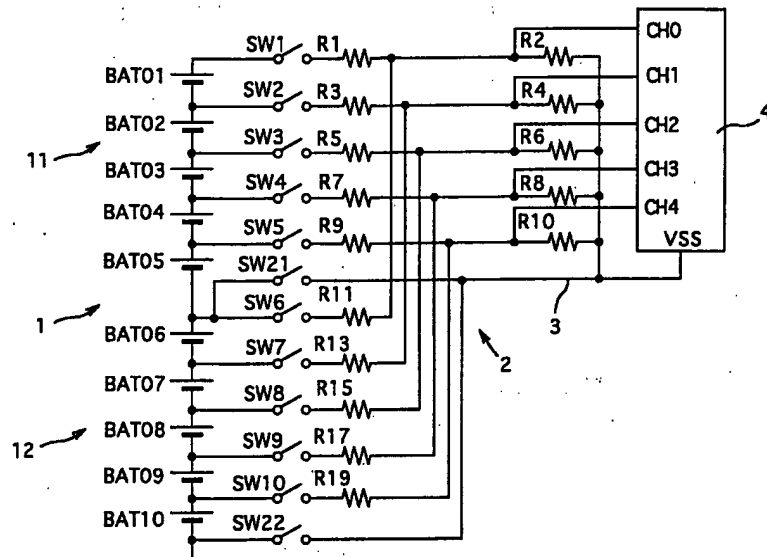 SW1 R1 R2 CH0
BAT01
SW2 R3 R4 CH1
BAT02
SW3 R5 R6 CH2
4
11
BAT03
SW4 R7 R8 CH3
BAT04
SW5 R9 R10 CH4
VSS
BAT05
SW21
1
SW6 R11
3
BAT06
SW7 R13
2
BAT07
SW8 R15
12
BAT08
SW9 R17
BAT09
SW10 R19
BAT10
SW22